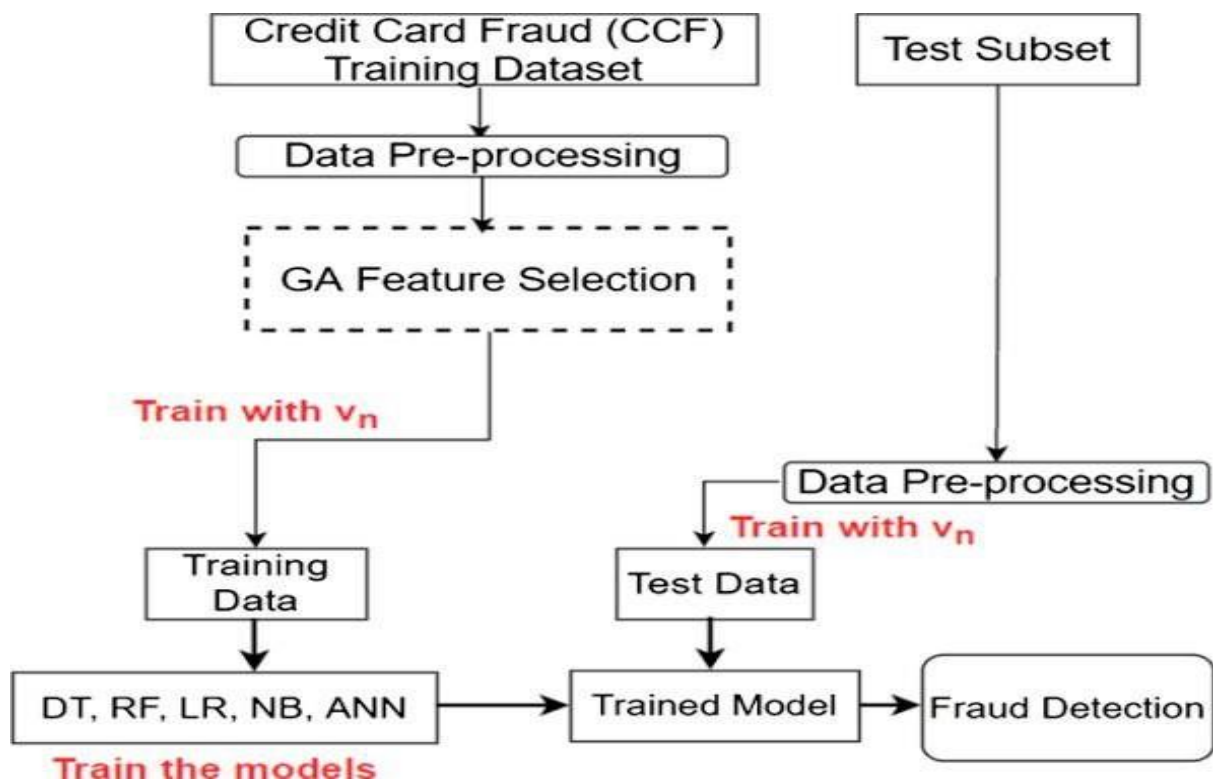 Credit Card Fraud (CCF)
Training Dataset
Test Subset
Data Pre-processing
GA Feature Selection
Train with vn
Data Pre-processing
Train with vn
Training
Data
Test Data
DT, RF, LR, NB, ANN
Trained Model
Fraud Detection
Train the models